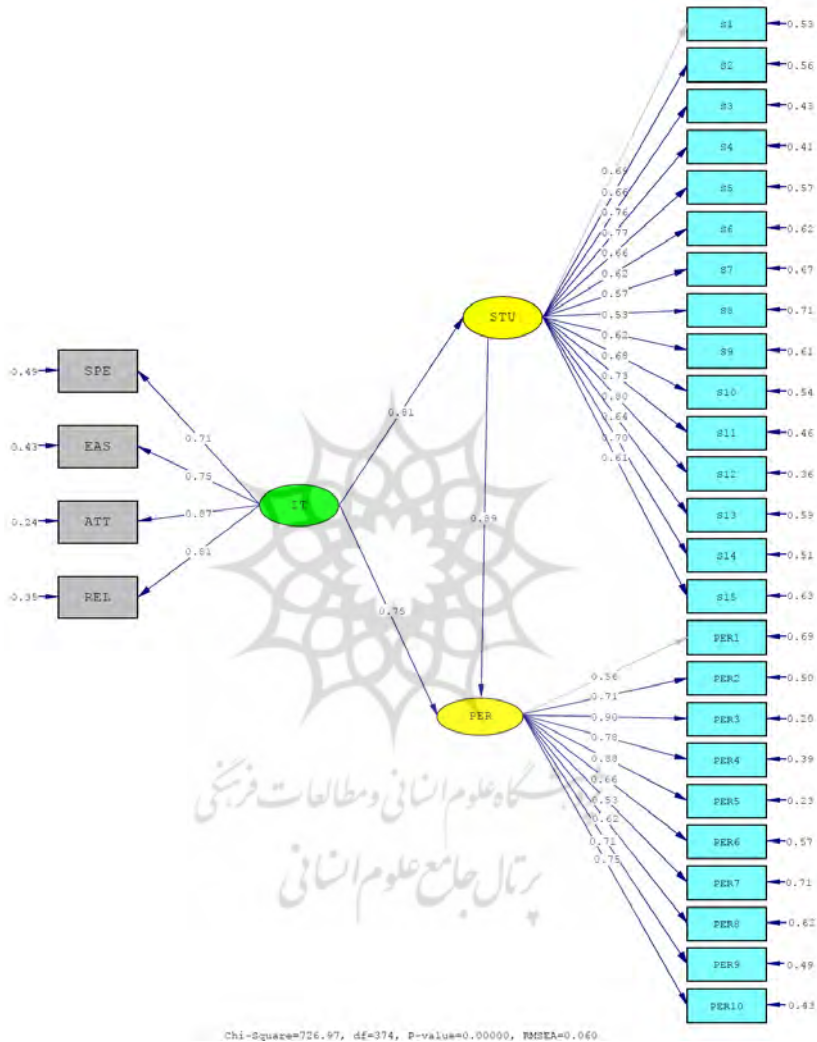 S1 0.53
S2 0.56
S3 0.43
S4 0.41
S5 0.57
S6 0.62
S7 0.67
S8 0.71
S9 0.61
S10 0.54
S11 0.46
S12 0.36
S13 0.59
S14 0.51
S15 0.63
PER1 0.69
PER2 0.50
PER3 0.20
PER4 0.39
PER5 0.23
PER6 0.57
PER7 0.71
PER8 0.62
PER9 0.49
PER10 0.43
0.69
0.66
0.76
0.77
0.66
0.62
0.57
0.53
0.62
0.68
0.73
0.80
0.64
0.70
0.61
STU
0.49 SPE
0.43 EAS
0.24 ATT
0.35 REL
0.71
0.75
0.87
0.81
IT
0.81
0.89
0.75
PER
0.56
0.71
0.90
0.78
0.88
0.66
0.53
0.62
0.71
0.75
علوم انسانی و مطالعات فرهنگی
پرتال جامع علوم انسانی
Chi-Square=726.97, df=374, P-value=0.00000, RMSEA=0.060